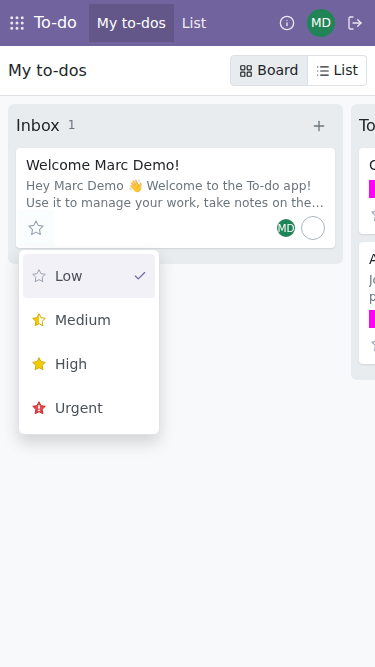 To-do
My to-dos
List
MD
My to-dos
Board
List
Inbox 1
To
Welcome Marc Demo!
Hey Marc Demo 👋 Welcome to the To-do app!
Use it to manage your work, take notes on the...
MD
Low
Medium
High
Urgent